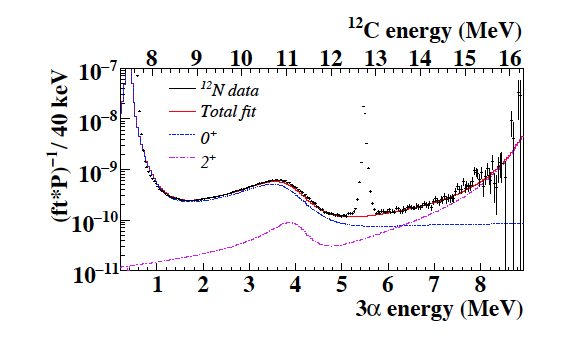 ¹²C energy (MeV)
8 9 10 11 12 13 14 15 16
10⁻⁷
10⁻⁸
10⁻⁹
10⁻¹⁰
10⁻¹¹
(ft*P)⁻¹/ 40 keV
¹²N data
Total fit
0⁺
2⁺
1 2 3 4 5 6 7 8
3α energy (MeV)